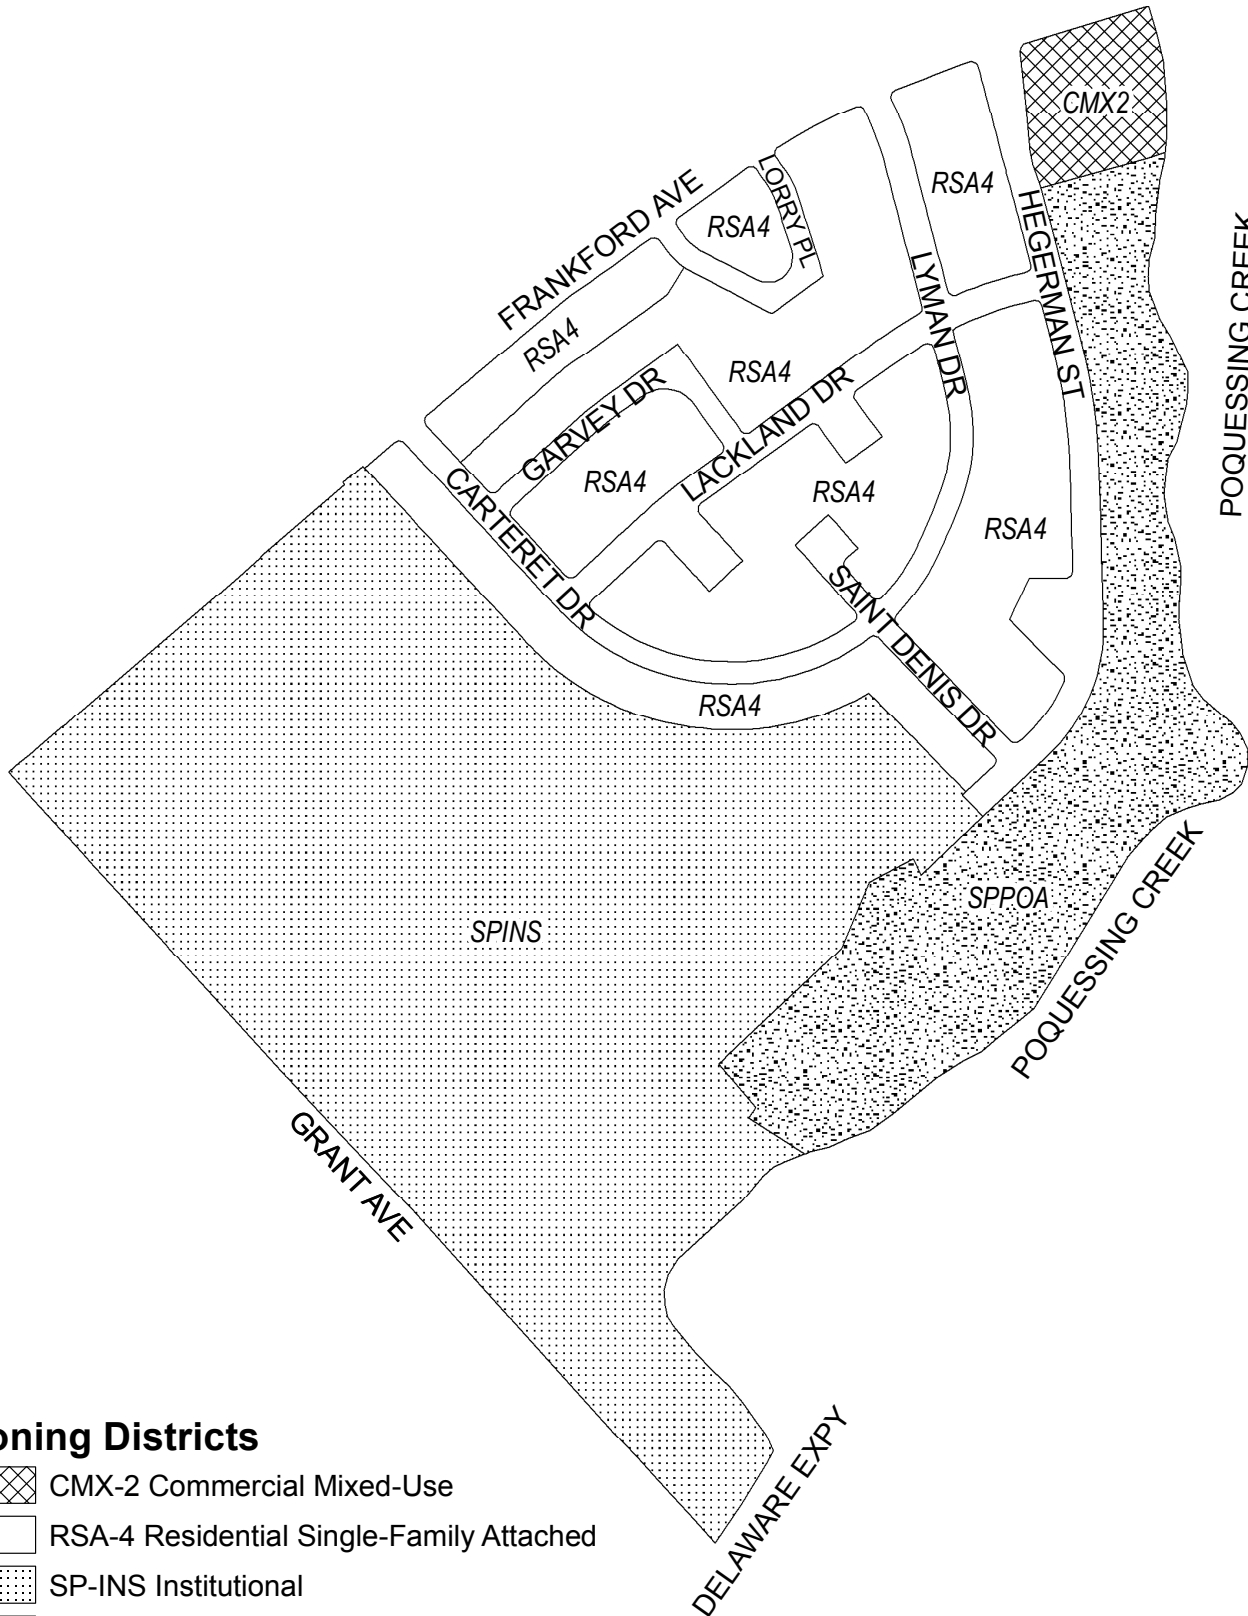 CMX2
RSA4
LORRY PL
RSA4
FRANKFORD AVE
HEGERMAN ST
POQUESSING CREEK
LYMAN DR
RSA4
RSA4
GARVEY DR
LACKLAND DR
RSA4
RSA4
CARTERET DR
RSA4
SAINT DENIS DR
RSA4
SPPOA
SPINS
POQUESSING CREEK
GRANT AVE
DELAWARE EXPY
oning Districts
CMX-2 Commercial Mixed-Use
RSA-4 Residential Single-Family Attached
SP-INS Institutional